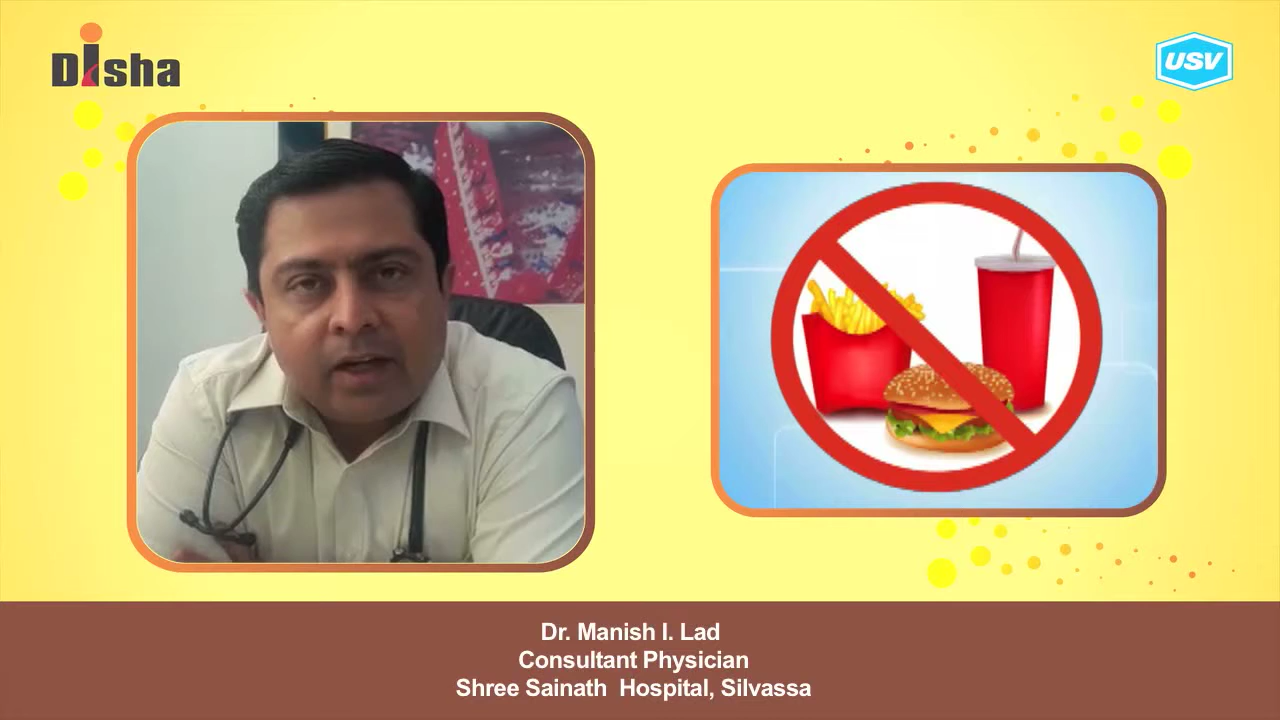 Disha
USV
Dr. Manish I. Lad
Consultant Physician
Shree Sainath Hospital, Silvassa